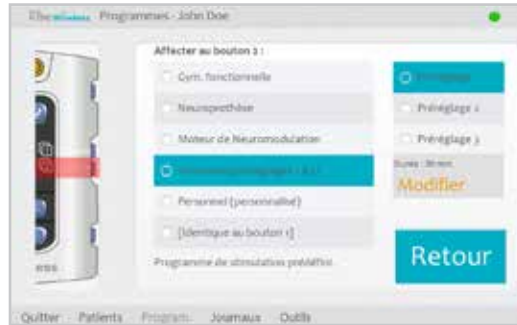 Programmes - John Doe
Affecter au bouton 2 :
Gym. fonctionnelle
Neuroprothèse
Moteur de Neuromodulation
Personnel (personnalisé)
[Identique au bouton 1]
Programme de stimulation prédéfini
Préréglage 2
Préréglage 3
Modifier
Retour
Quitter Patients Program. Journaux Outils